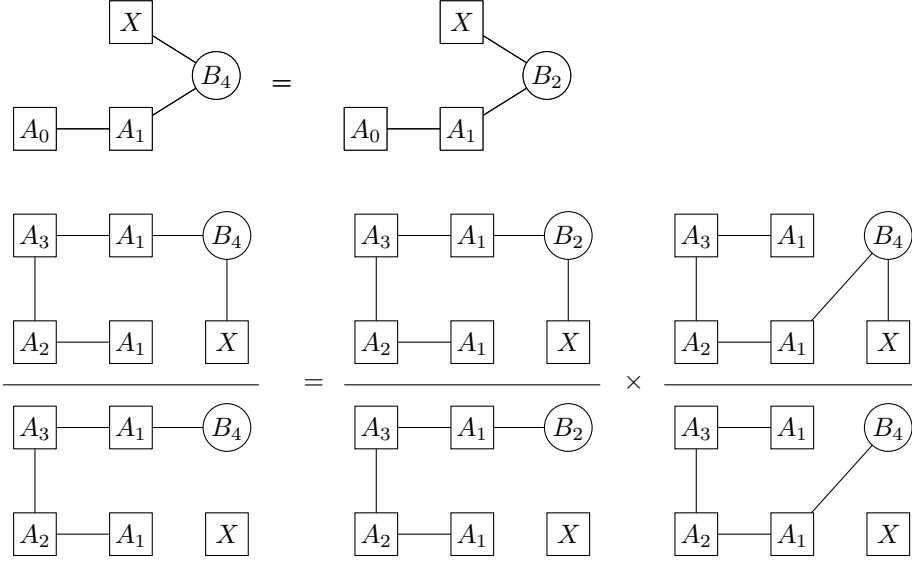 X X
B₄ = B₂
A₀ A₁ A₀ A₁
A₃ A₁ B₄ A₃ A₁ B₂ A₃ A₁ B₄
A₂ A₁ X A₂ A₁ X A₂ A₁ X
= ×
A₃ A₁ B₄ A₃ A₁ B₂ A₃ A₁ B₄
A₂ A₁ X A₂ A₁ X A₂ A₁ X